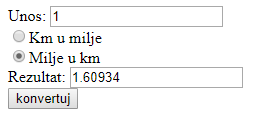 Unos: 1
Km u milje
Milje u km
Rezultat: 1.60934
konvertuj